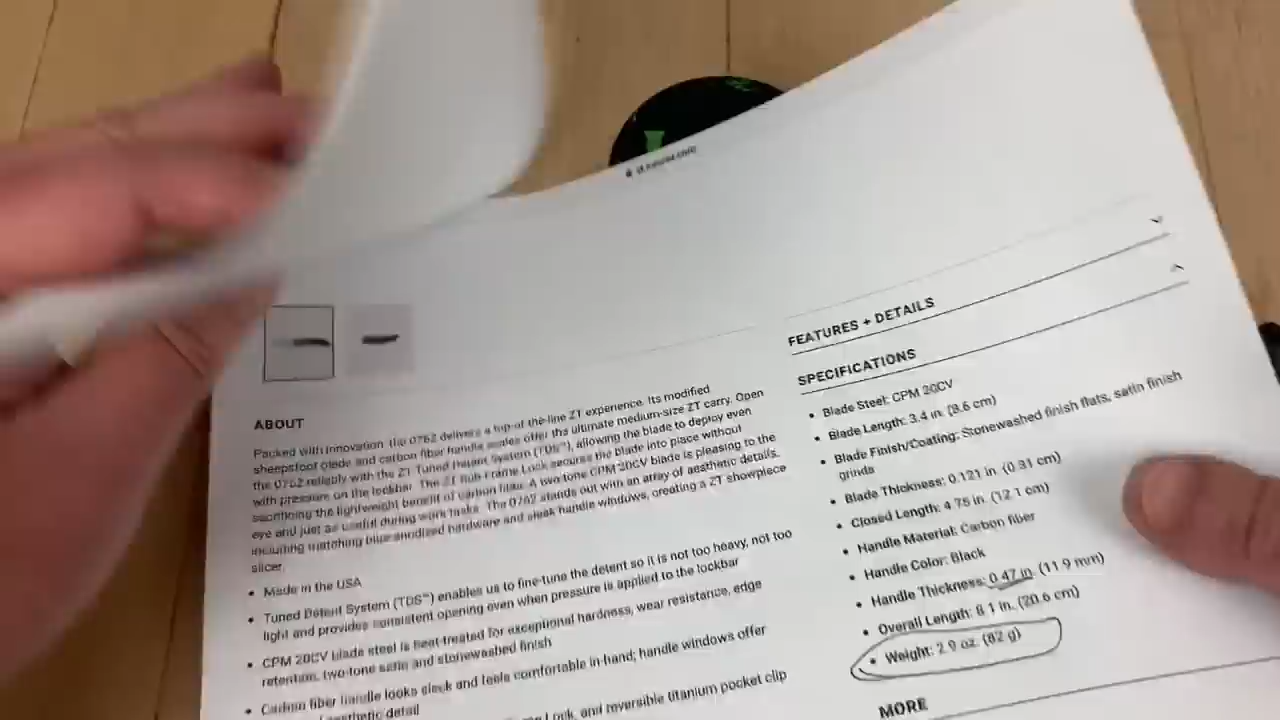 ABOUT
Packed with innovation, the 0762 delivers a top-of-the-line ZT experience. Its modified
sheepsfoot blade and carbon fiber handle scales offer the ultimate medium-size ZT carry. Open
the 0762 reliably with the ZT Tuned Detent System (TDS™), allowing the blade to deploy even
with pressure on the lockbar. The ZT Sub-Frame Lock secures the blade into place without
sacrificing the lightweight benefit of carbon fiber. A two-tone CPM 20CV blade is pleasing to the
eye and just as useful during work tasks. The 0762 stands out with an array of aesthetic details,
including matching blue-anodized hardware and sleek handle windows, creating a ZT showpiece
slicer.
• Made in the USA
• Tuned Detent System (TDS™) enables us to fine-tune the detent so it is not too heavy, not too
light and provides consistent opening even when pressure is applied to the lockbar
• CPM 20CV blade steel is heat-treated for exceptional hardness, wear resistance, edge
retention, two-tone satin and stonewashed finish
• Carbon fiber handle looks sleek and feels comfortable in-hand; handle windows offer
aesthetic detail
Lock, and reversible titanium pocket clip
FEATURES + DETAILS
SPECIFICATIONS
• Blade Steel: CPM 20CV
• Blade Length: 3.4 in. (8.6 cm)
• Blade Finish/Coating: Stonewashed finish flats, satin finish
grinds
• Blade Thickness: 0.121 in. (0.31 cm)
• Closed Length: 4.75 in. (12.1 cm)
• Handle Material: Carbon fiber
• Handle Color: Black
• Handle Thickness: 0.47 in. (11.9 mm)
• Overall Length: 8.1 in. (20.6 cm)
• Weight: 2.9 oz. (82 g)
MORE